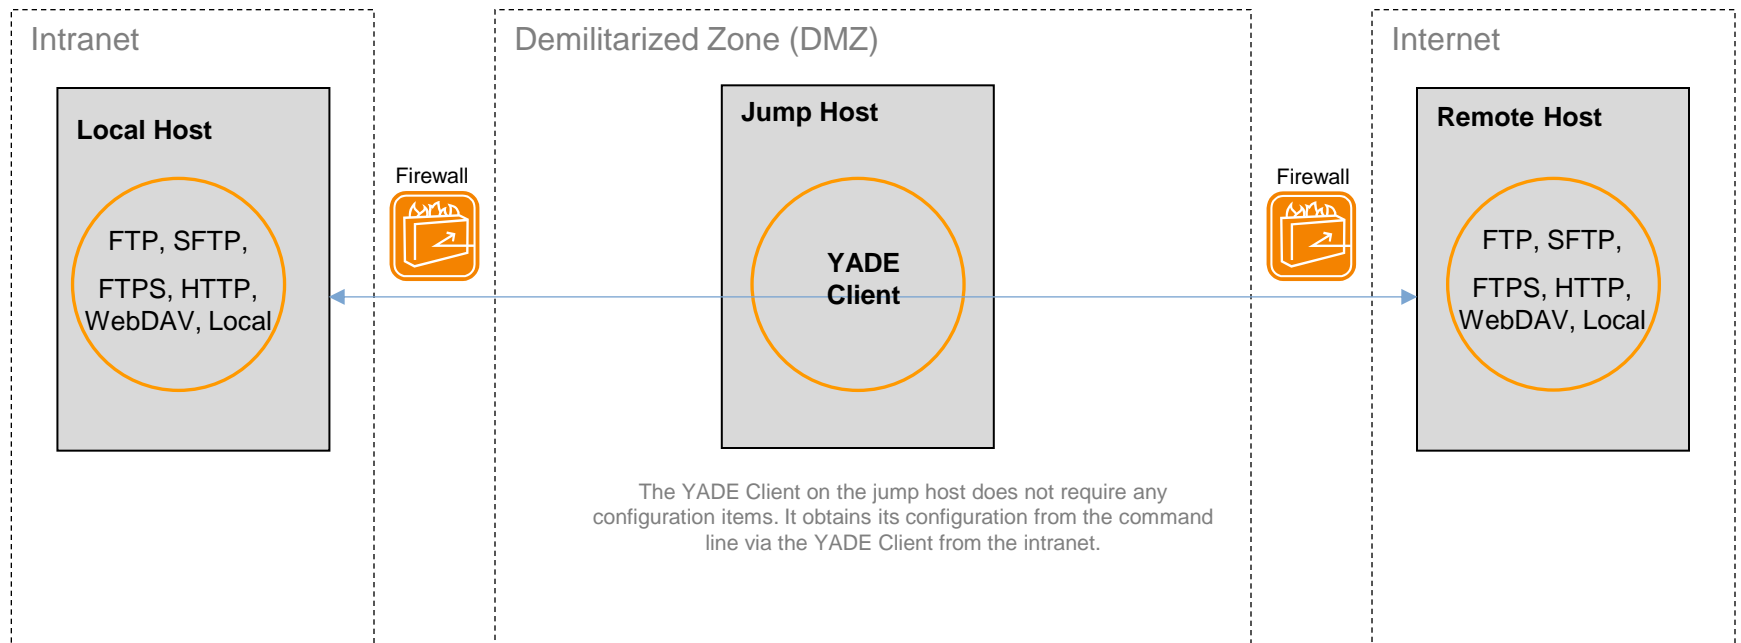 Intranet
Demilitarized Zone (DMZ)
Internet
Local Host
Jump Host
Remote Host
Firewall
Firewall
FTP, SFTP,
FTPS, HTTP,
WebDAV, Local
YADE
Client
FTP, SFTP,
FTPS, HTTP,
WebDAV, Local
The YADE Client on the jump host does not require any
configuration items. It obtains its configuration from the command
line via the YADE Client from the intranet.